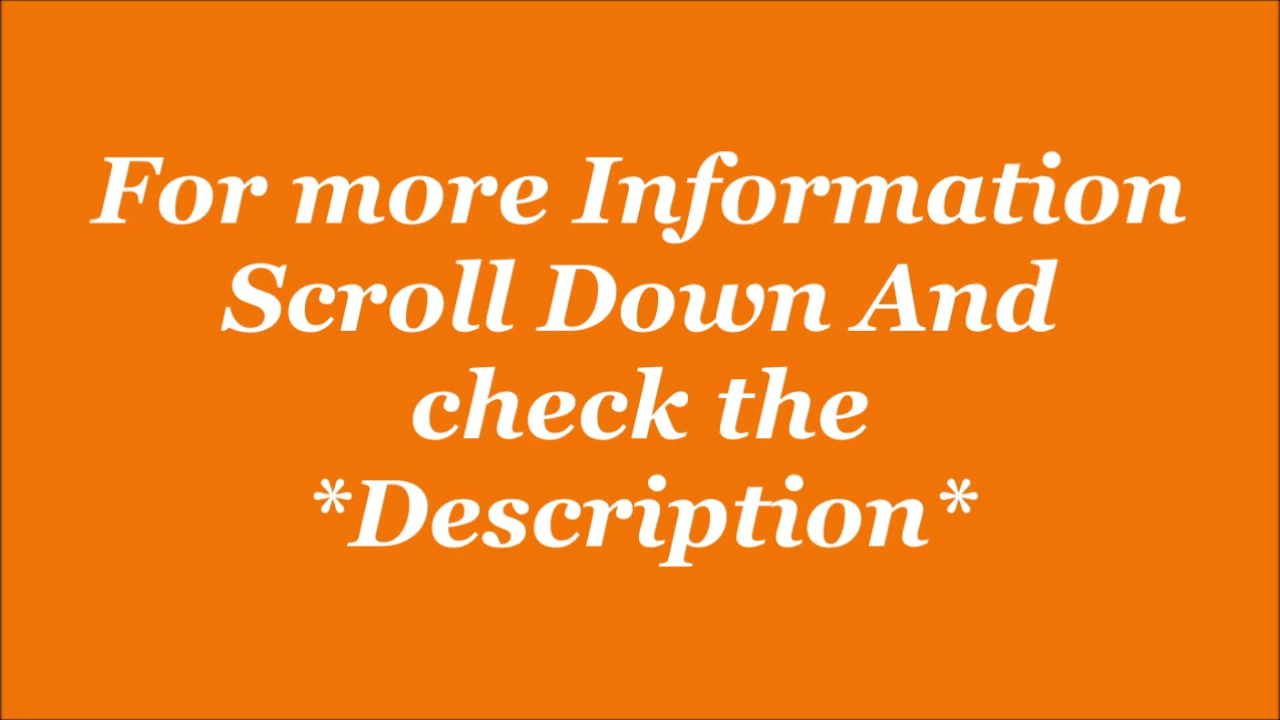 For more Information
Scroll Down And
check the
*Description*